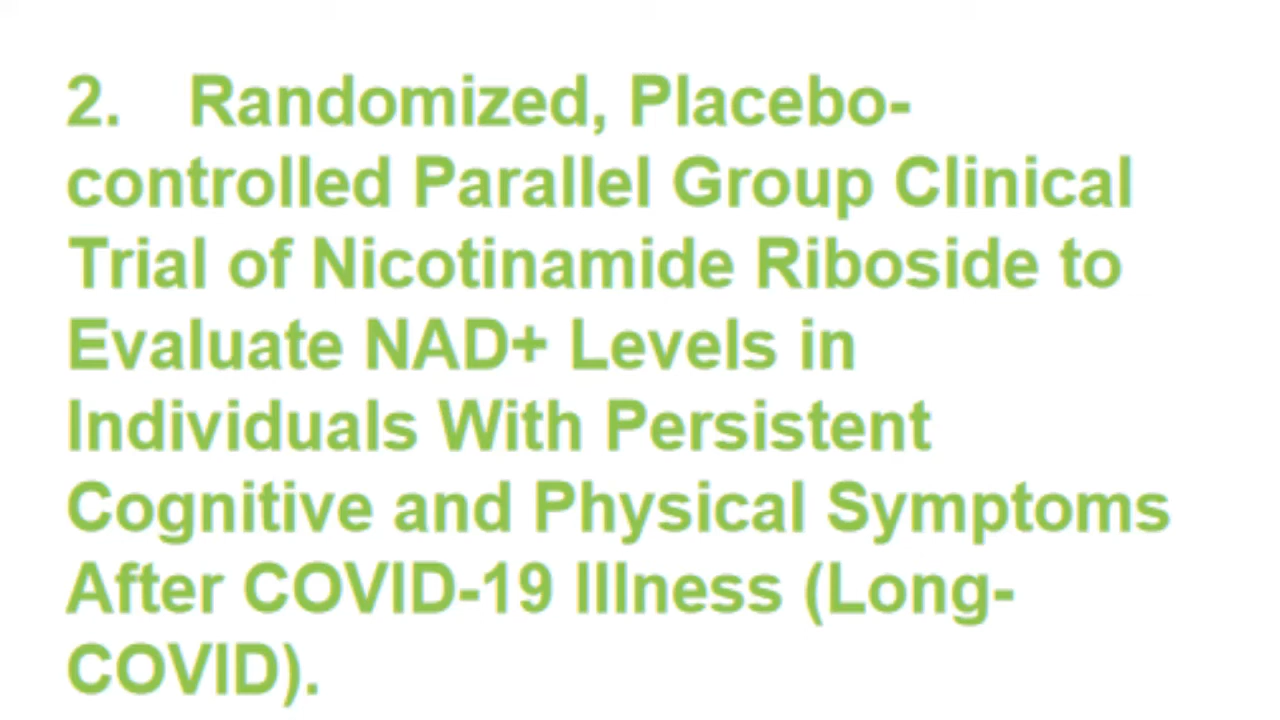 2. Randomized, Placebo-
controlled Parallel Group Clinical
Trial of Nicotinamide Riboside to
Evaluate NAD+ Levels in
Individuals With Persistent
Cognitive and Physical Symptoms
After COVID-19 Illness (Long-
COVID).